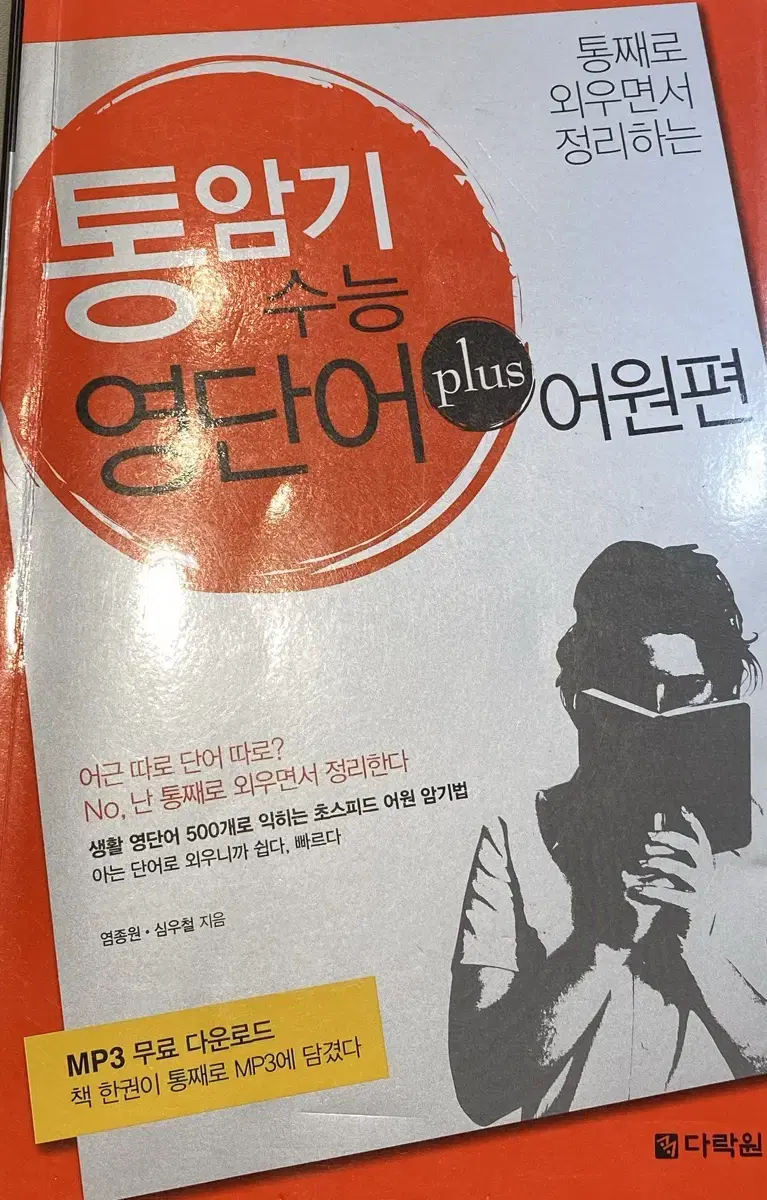 통째로
외우면서
정리하는
통암기
수능
영단어 plus 어원편
어근 따로 단어 따로?
No, 난 통째로 외우면서 정리한다
생활 영단어 500개로 익히는 초스피드 어원 암기법
아는 단어로 외우니까 쉽다, 빠르다
염종원 · 심우철 지음
MP3 무료 다운로드
책 한권이 통째로 MP3에 담겼다
다락원